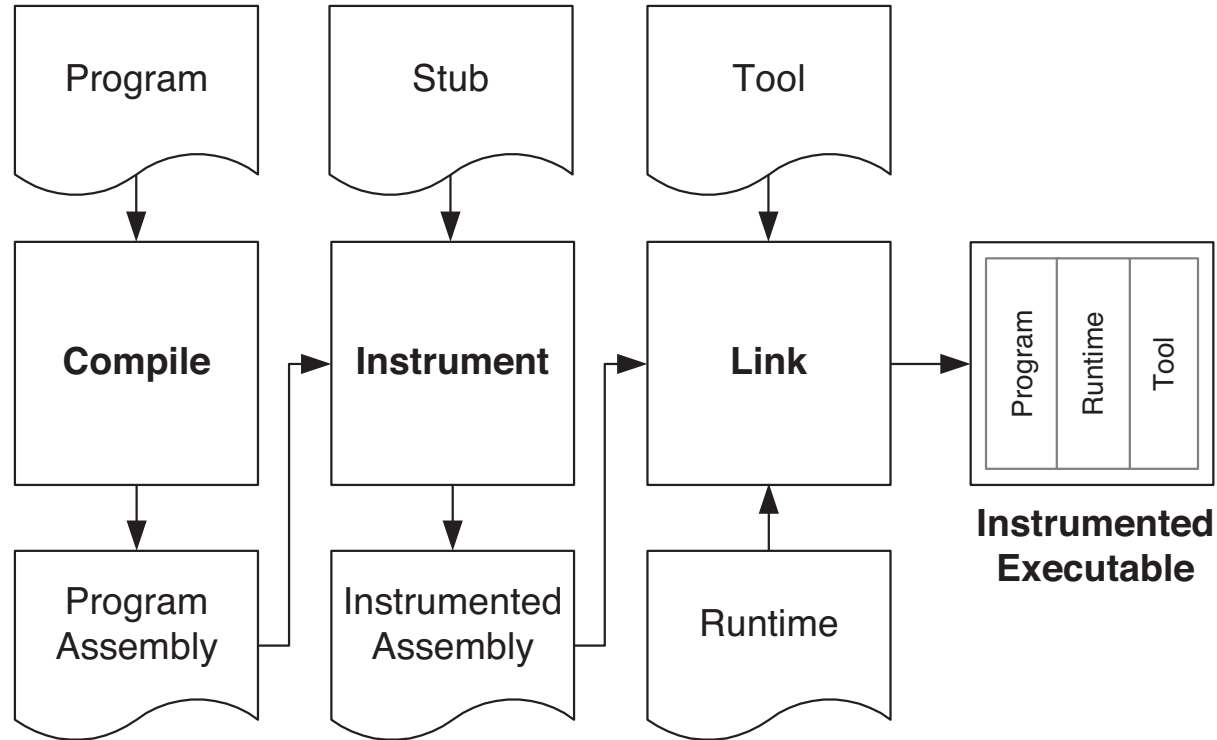 Program
Stub
Tool
Compile
Instrument
Link
Program
Runtime
Tool
Instrumented
Executable
Program
Assembly
Instrumented
Assembly
Runtime